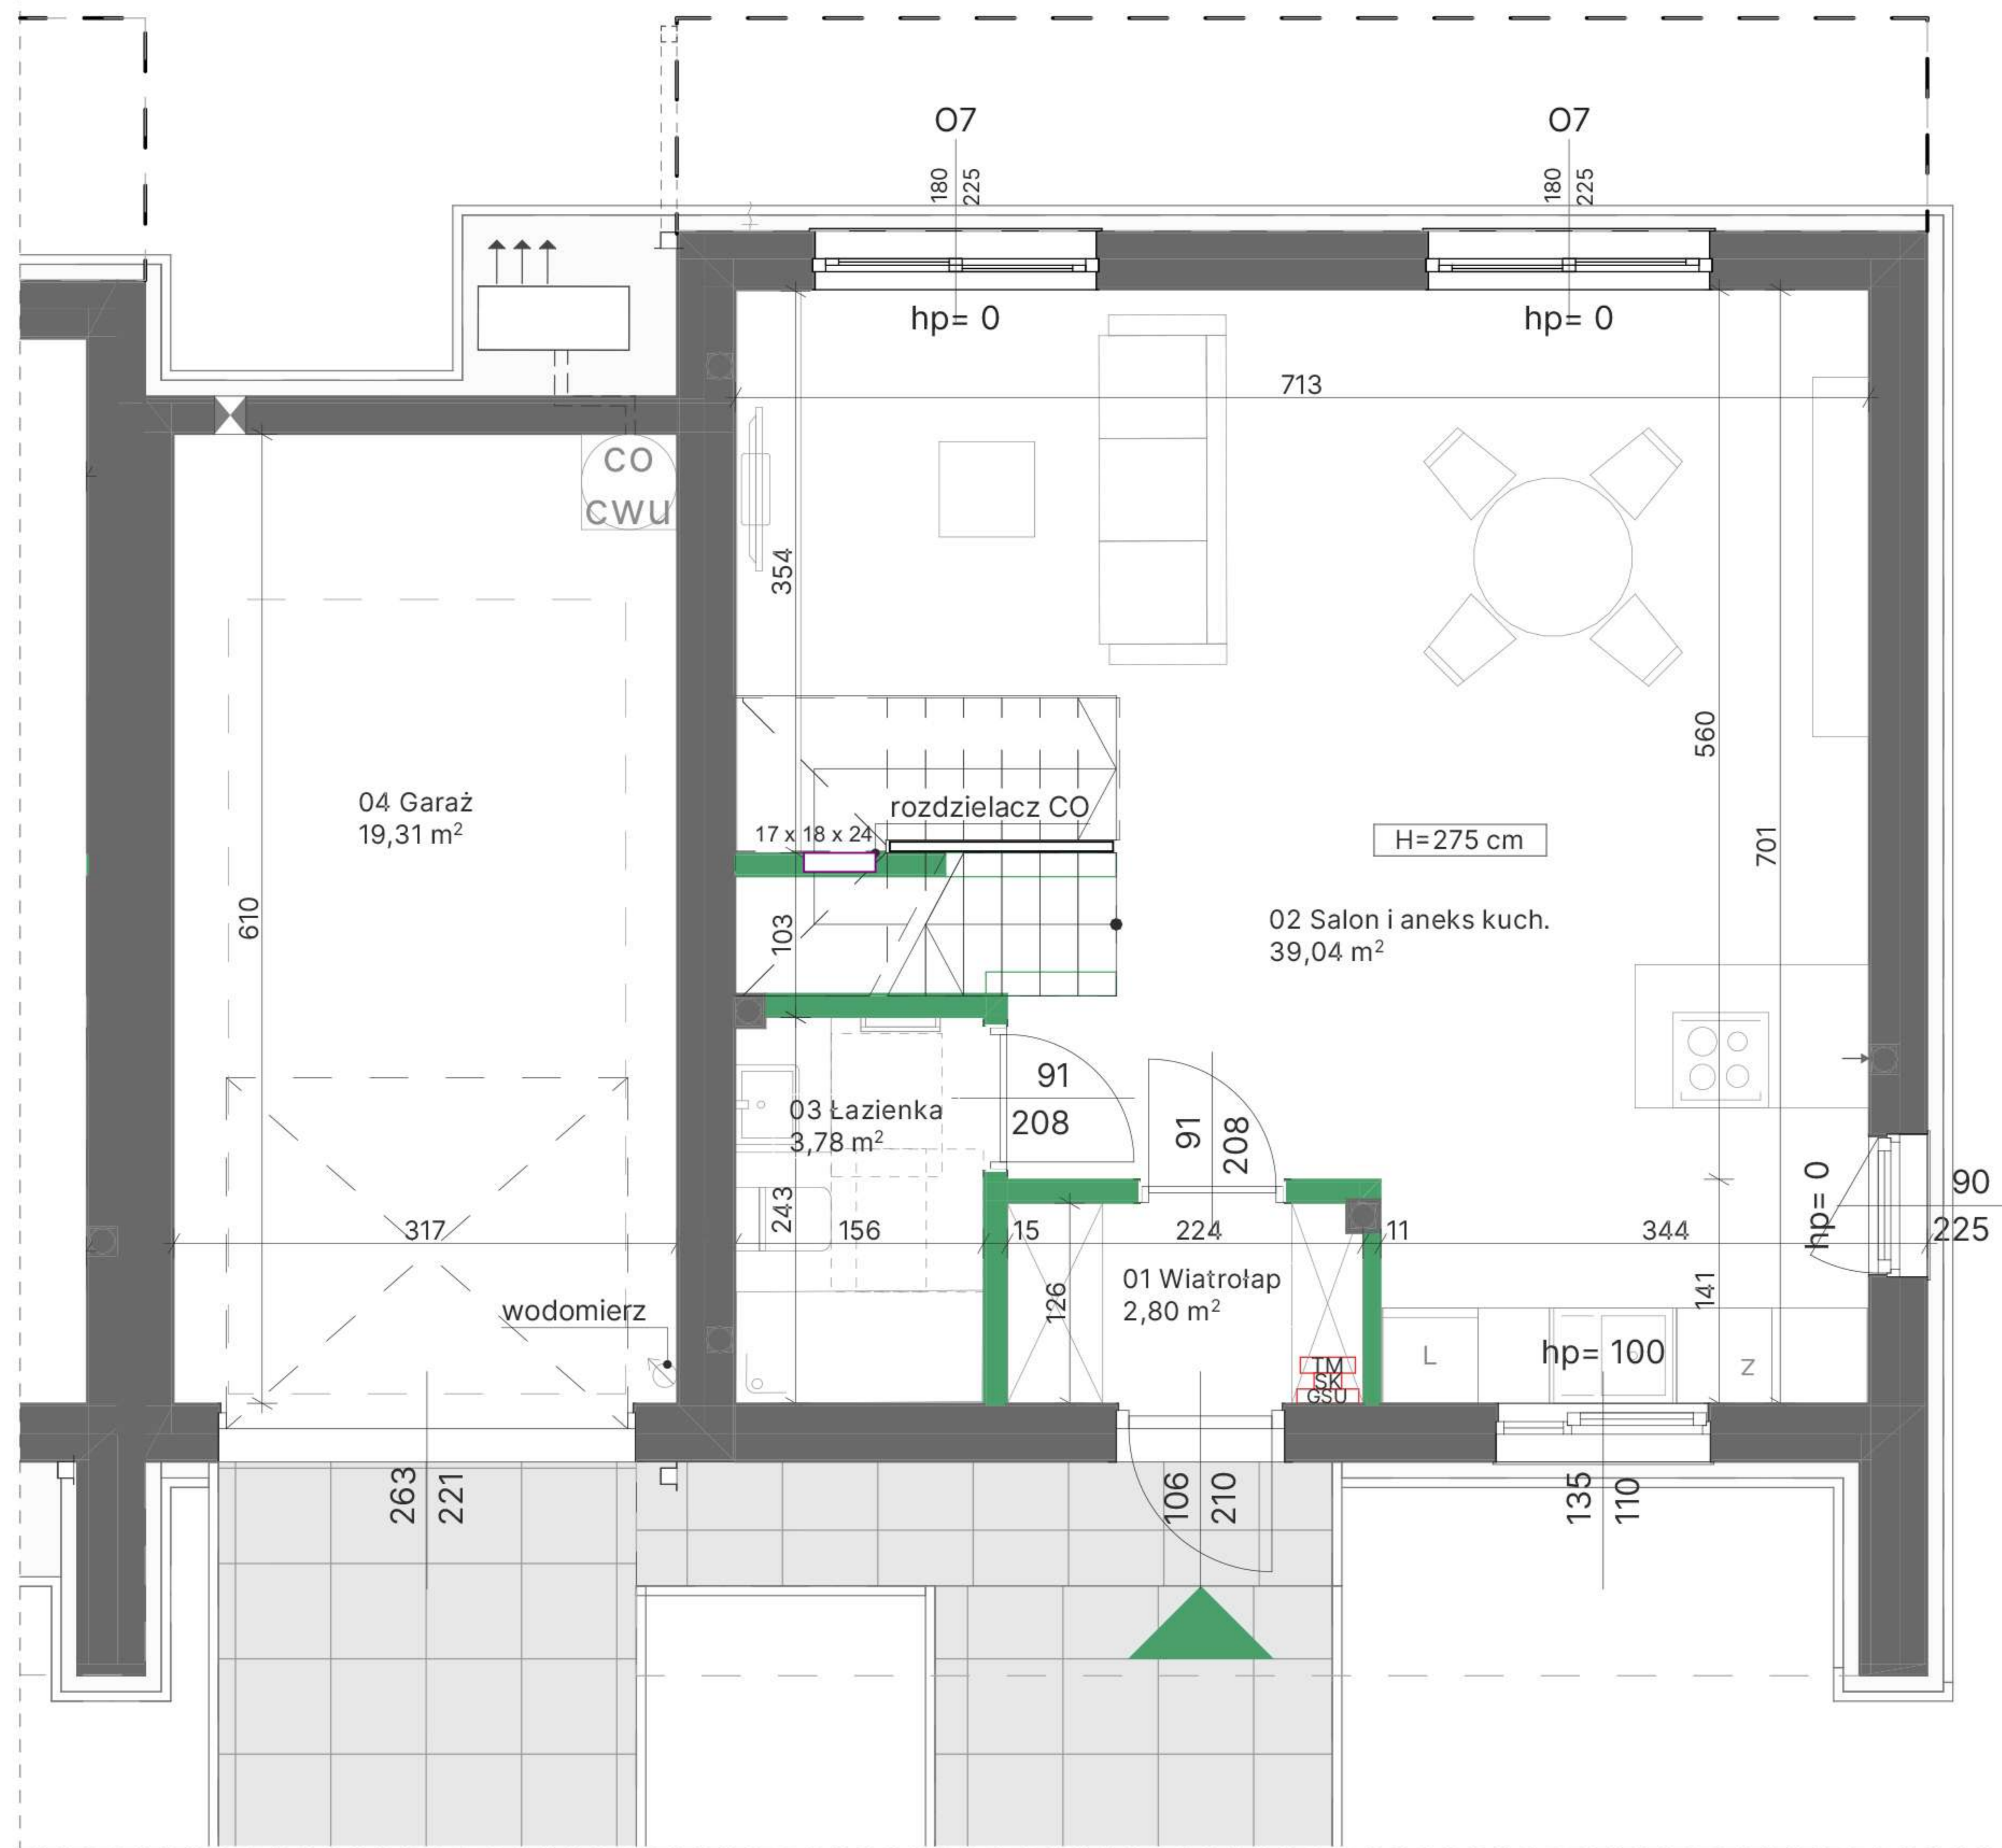 O7
O7
180
225
180
225
hp= 0
hp= 0
713
co
cwu
354
560
04 Garaż
19,31 m²
rozdzielacz CO
17 x 18 x 24
H=275 cm
701
610
103
02 Salon i aneks kuch.
39,04 m²
91
208
91
208
03 Łazienka
3,78 m²
hp= 0
90
225
243
317
156
15
224
11
344
126
01 Wiatrołap
2,80 m²
141
wodomierz
TM
SK
GSU
L
hp= 100
Z
263
221
106
210
135
110